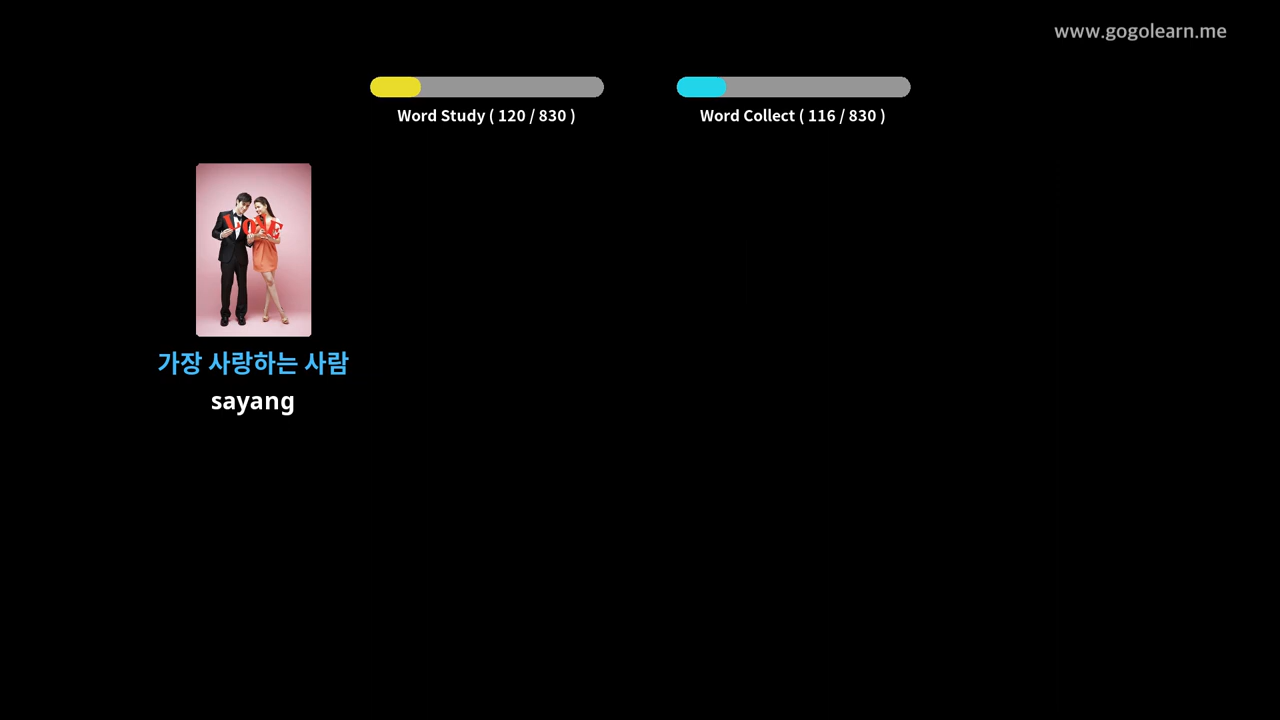 www.gogolearn.me
Word Study ( 120 / 830 )
Word Collect ( 116 / 830 )
LOVE
가장 사랑하는 사람
sayang